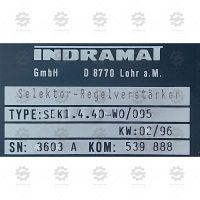 INDRAMAT
GmbH D 8770 Lohr a.M.
Selektor-Regelverstärker
TYPE: SEK1.4.40-WO/095
KW: 02/96
SN: 3603 A KOM: 539 888